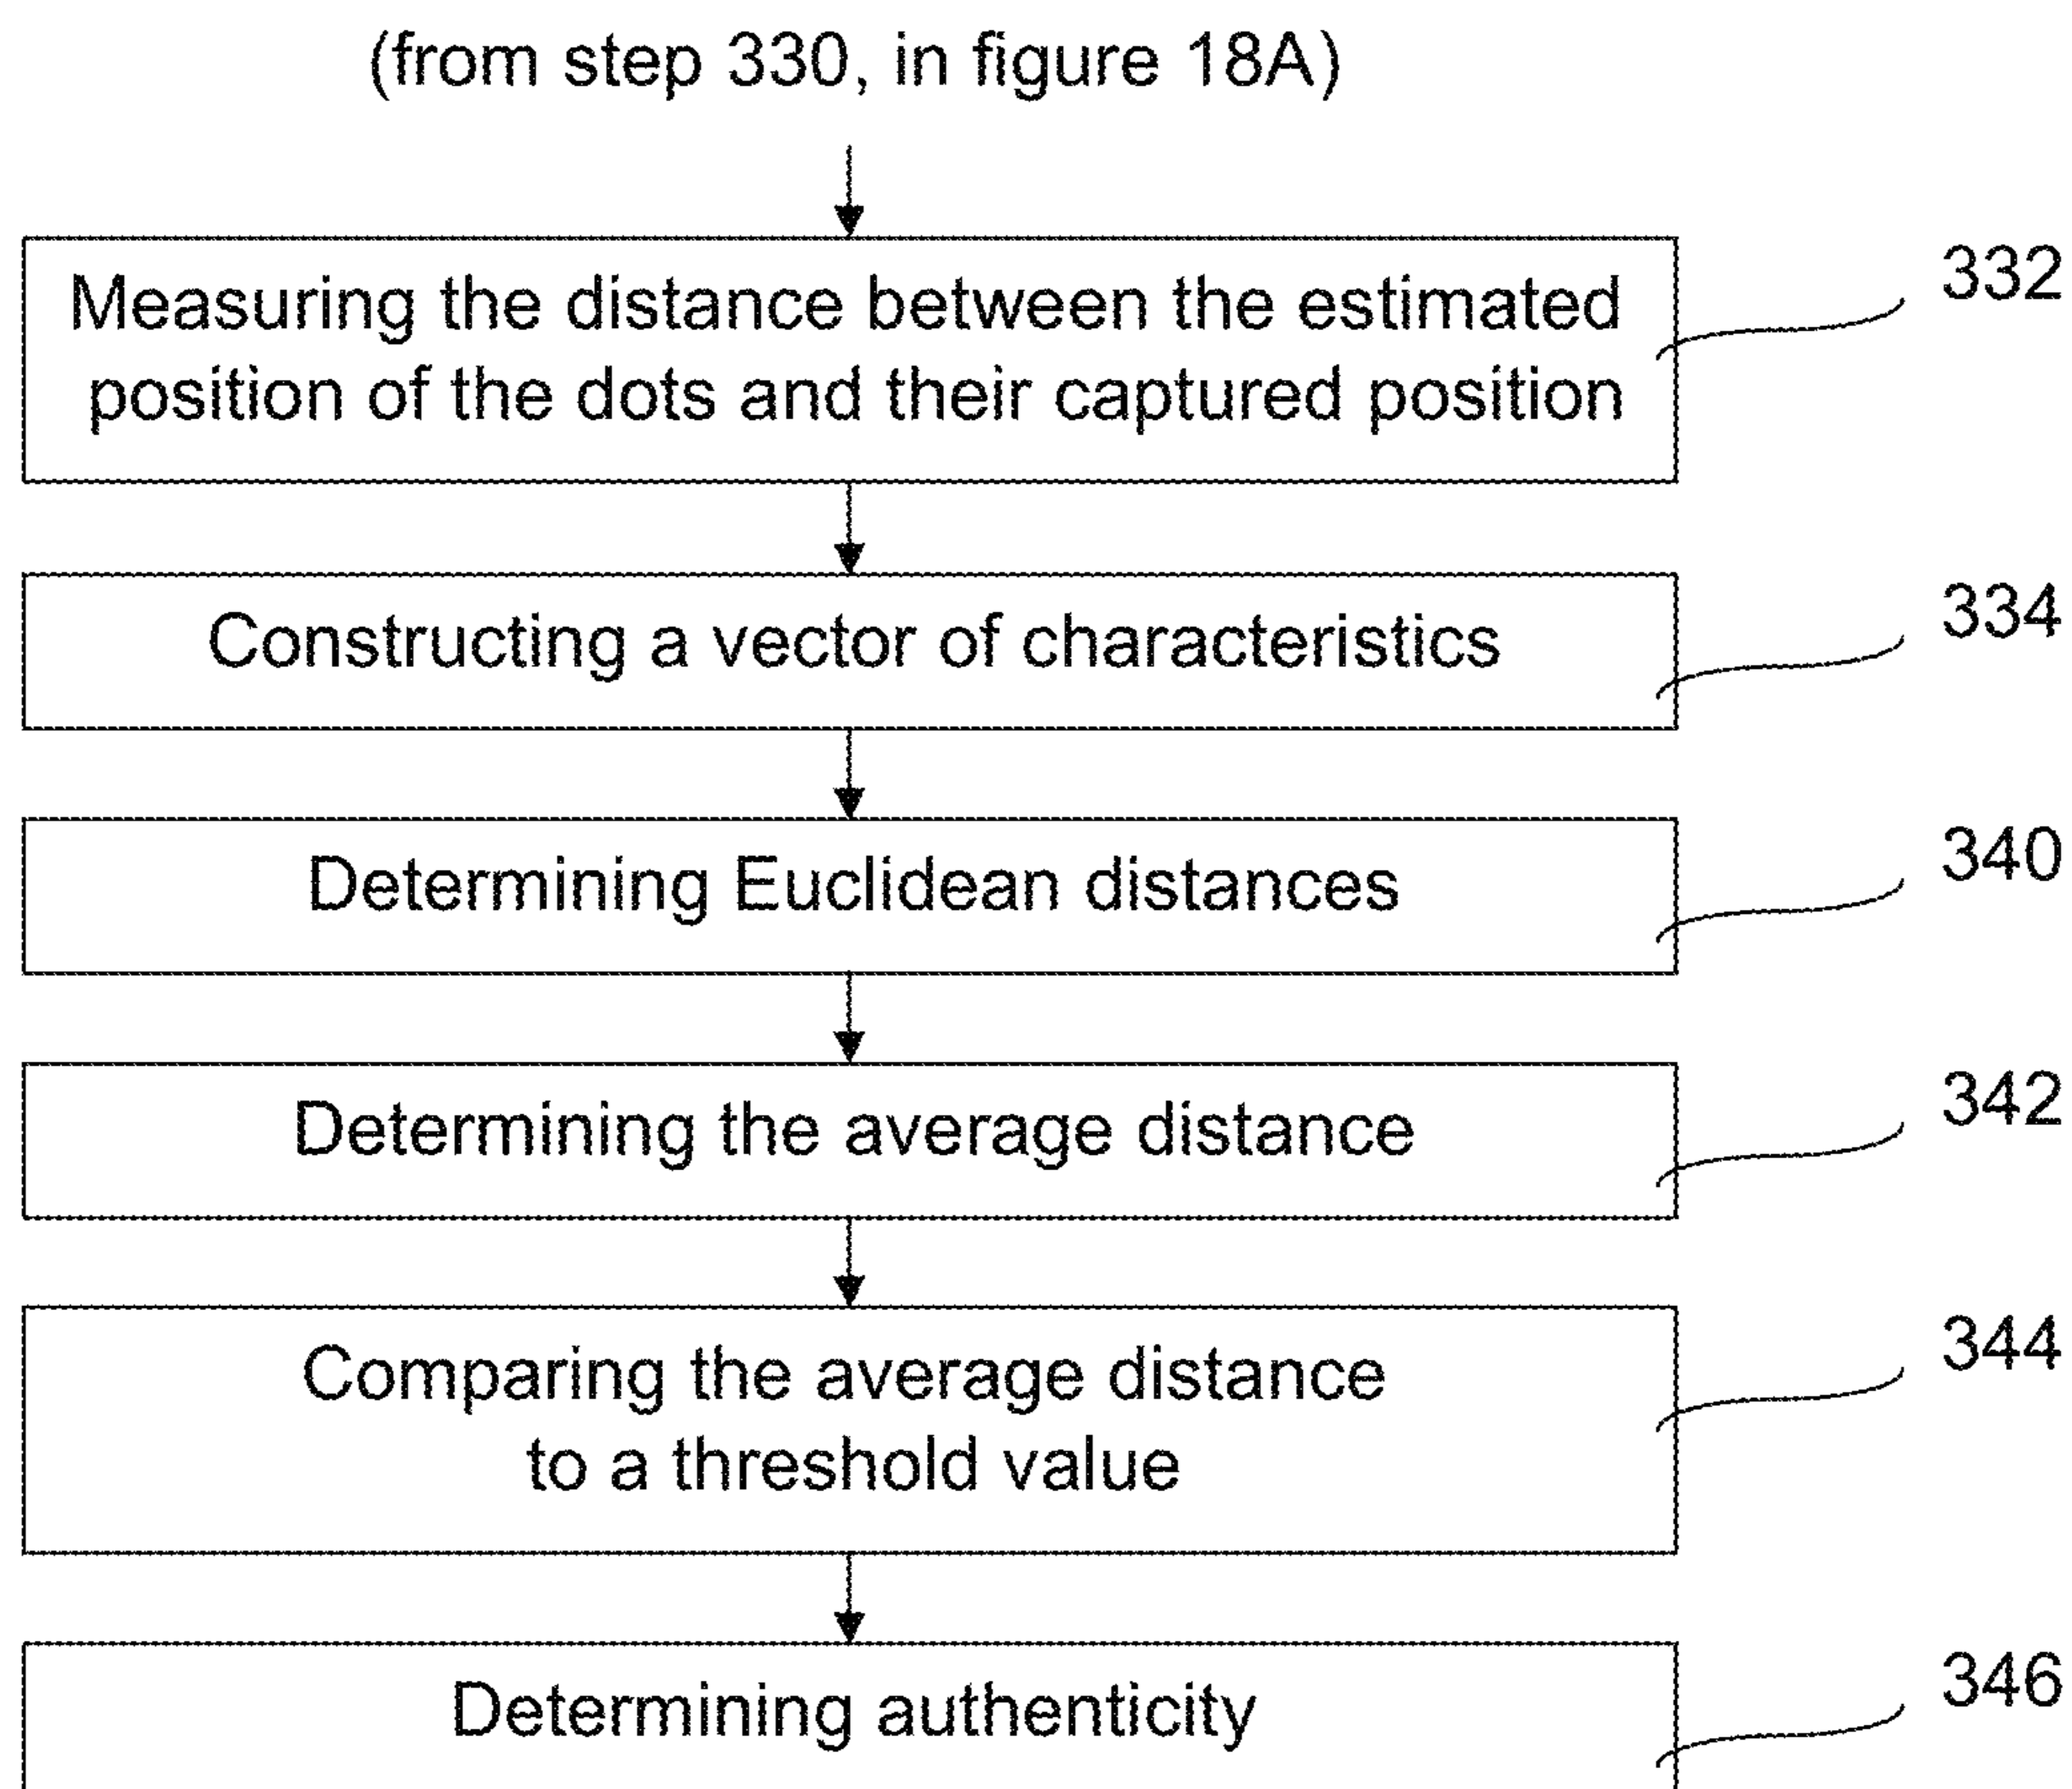 (from step 330, in figure 18A)
Measuring the distance between the estimated
position of the dots and their captured position
332
Constructing a vector of characteristics
334
Determining Euclidean distances
340
Determining the average distance
342
Comparing the average distance
to a threshold value
344
Determining authenticity
346